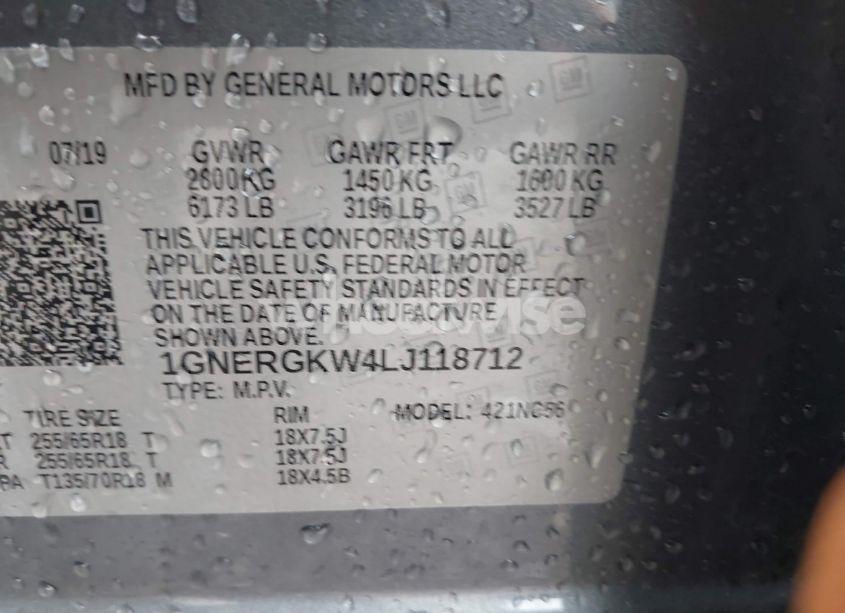 MFD BY GENERAL MOTORS LLC
07/19 GVWR GAWR FRT GAWR RR
2800KG 1450 KG 1600 KG
6173 LB 3196 LB 3527 LB
THIS VEHICLE CONFORMS TO ALL
APPLICABLE U.S. FEDERAL MOTOR
VEHICLE SAFETY STANDARDS IN EFFECT
ON THE DATE OF MANUFACTURE
SHOWN ABOVE.
1GNERGKW4LJ118712
TYPE: M.P.V.
TIRE SIZE RIM MODEL:
255/65R18 T 18X7.5J
255/65R18 T 18X7.5J
PA T135/70R18 M 18X4.5B